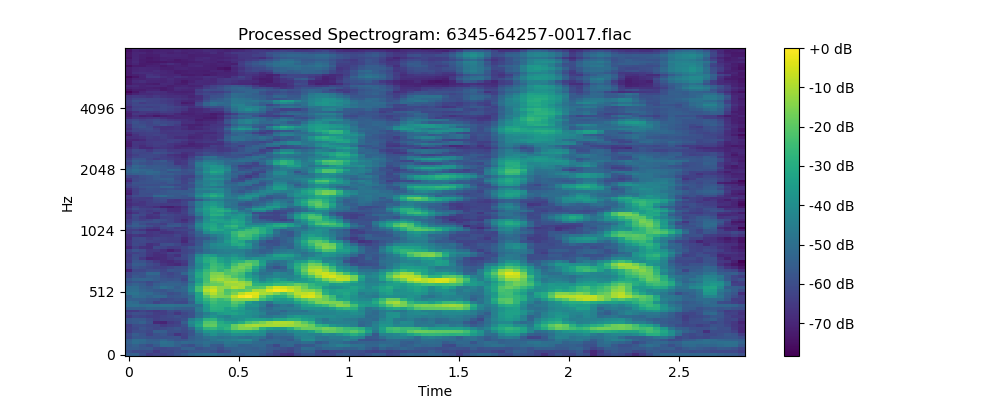 Processed Spectrogram: 6345-64257-0017.flac
+0 dB
-10 dB
-20 dB
-30 dB
-40 dB
-50 dB
-60 dB
-70 dB
Hz
4096
2048
1024
512
0
0 0.5 1 1.5 2 2.5
Time